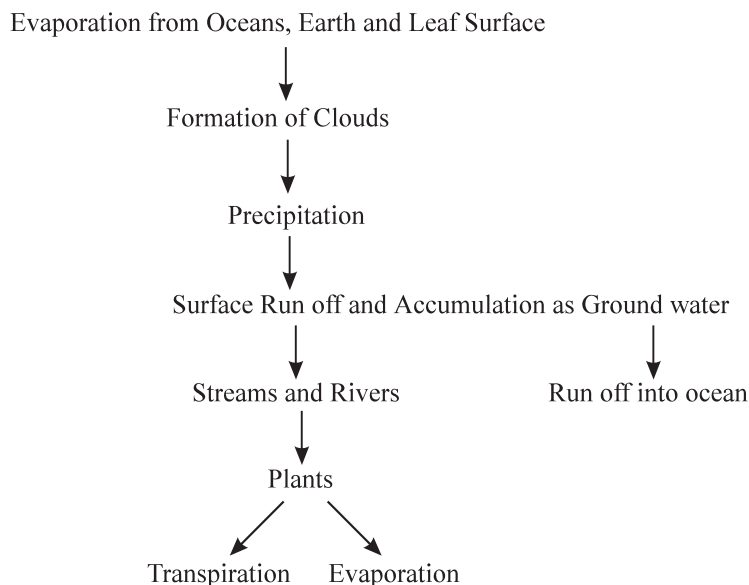 Evaporation from Oceans, Earth and Leaf Surface
Formation of Clouds
Precipitation
Surface Run off and Accumulation as Ground water
Streams and Rivers
Run off into ocean
Plants
Transpiration
Evaporation